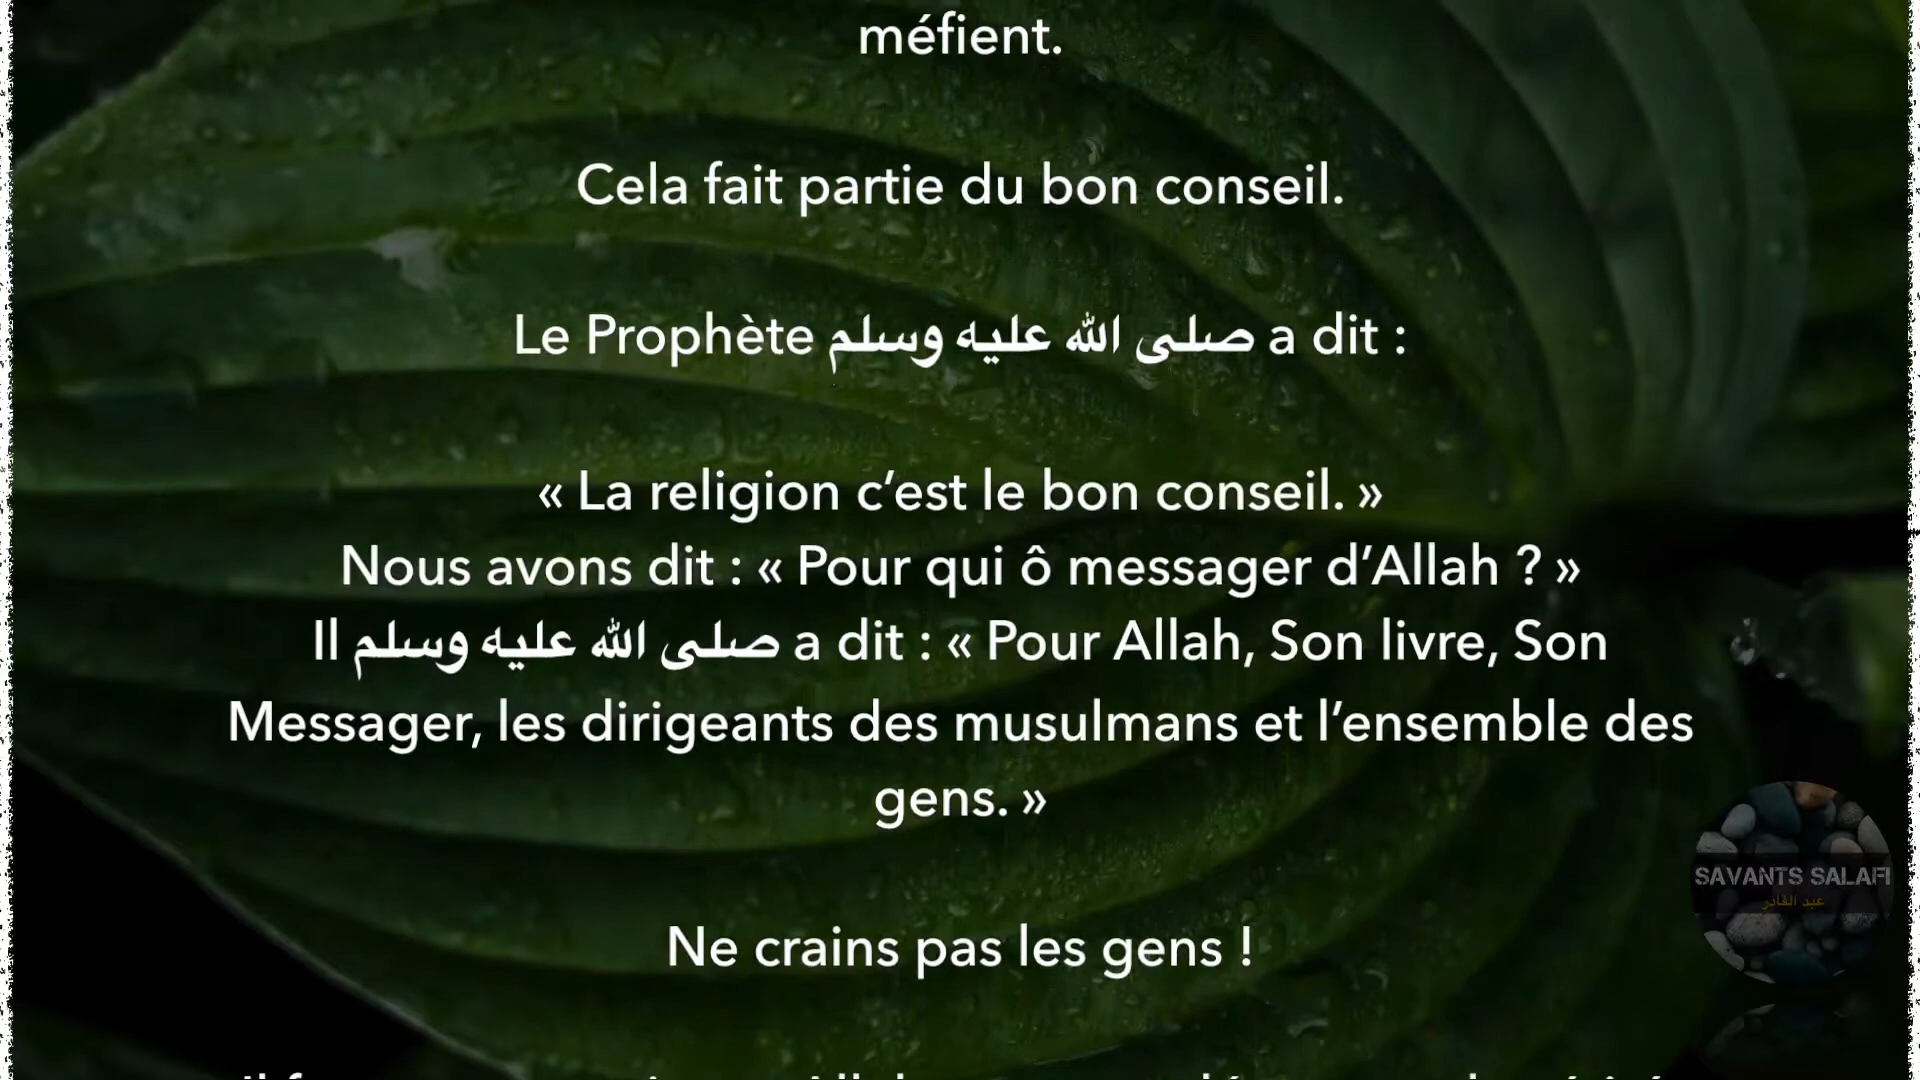 méfient.
Cela fait partie du bon conseil.
Le Prophète صلى الله عليه وسلم a dit :
« La religion c’est le bon conseil. »
Nous avons dit : « Pour qui ô messager d’Allah ? »
Il صلى الله عليه وسلم a dit : « Pour Allah, Son livre, Son
Messager, les dirigeants des musulmans et l’ensemble des
gens. »
Ne crains pas les gens !
SAVANTS SALAFI
عبد القادر